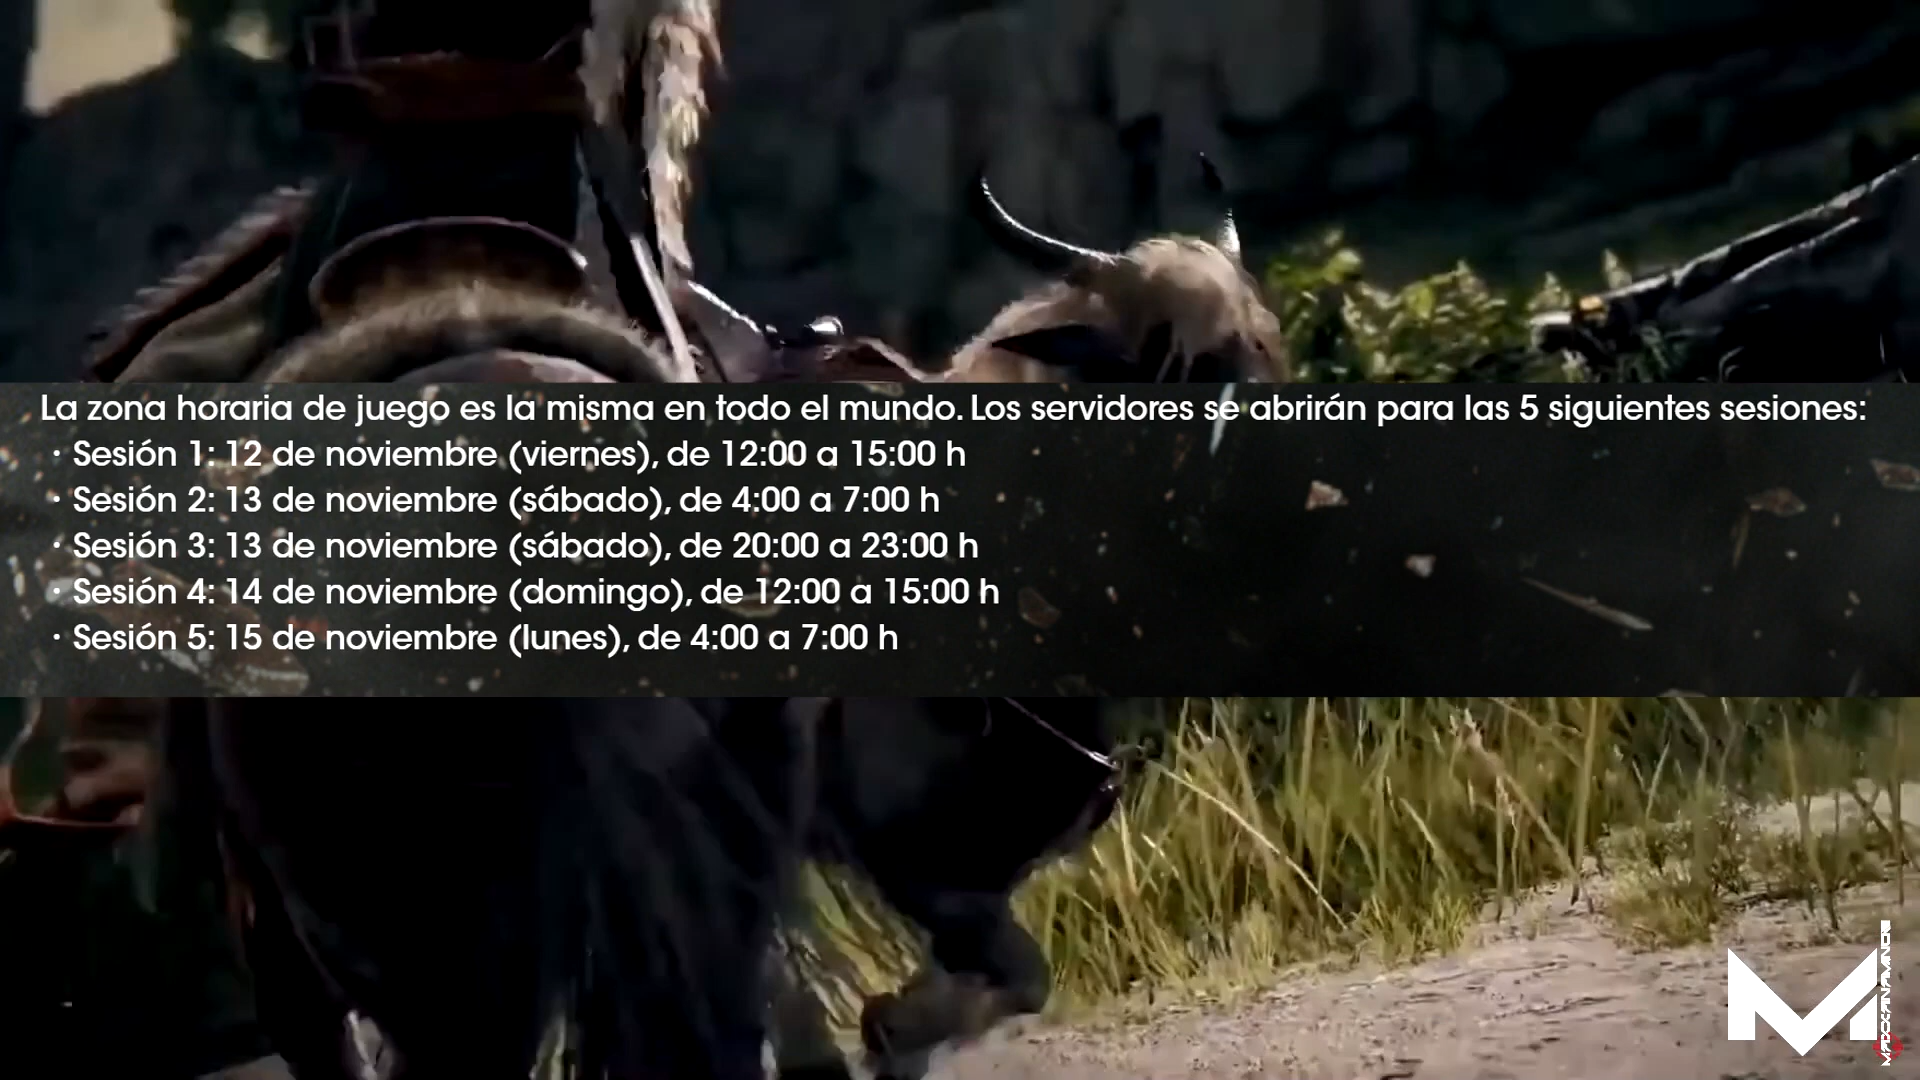 La zona horaria de juego es la misma en todo el mundo. Los servidores se abrirán para las 5 siguientes sesiones:
· Sesión 1: 12 de noviembre (viernes), de 12:00 a 15:00 h
· Sesión 2: 13 de noviembre (sábado), de 4:00 a 7:00 h
· Sesión 3: 13 de noviembre (sábado), de 20:00 a 23:00 h
· Sesión 4: 14 de noviembre (domingo), de 12:00 a 15:00 h
· Sesión 5: 15 de noviembre (lunes), de 4:00 a 7:00 h
M